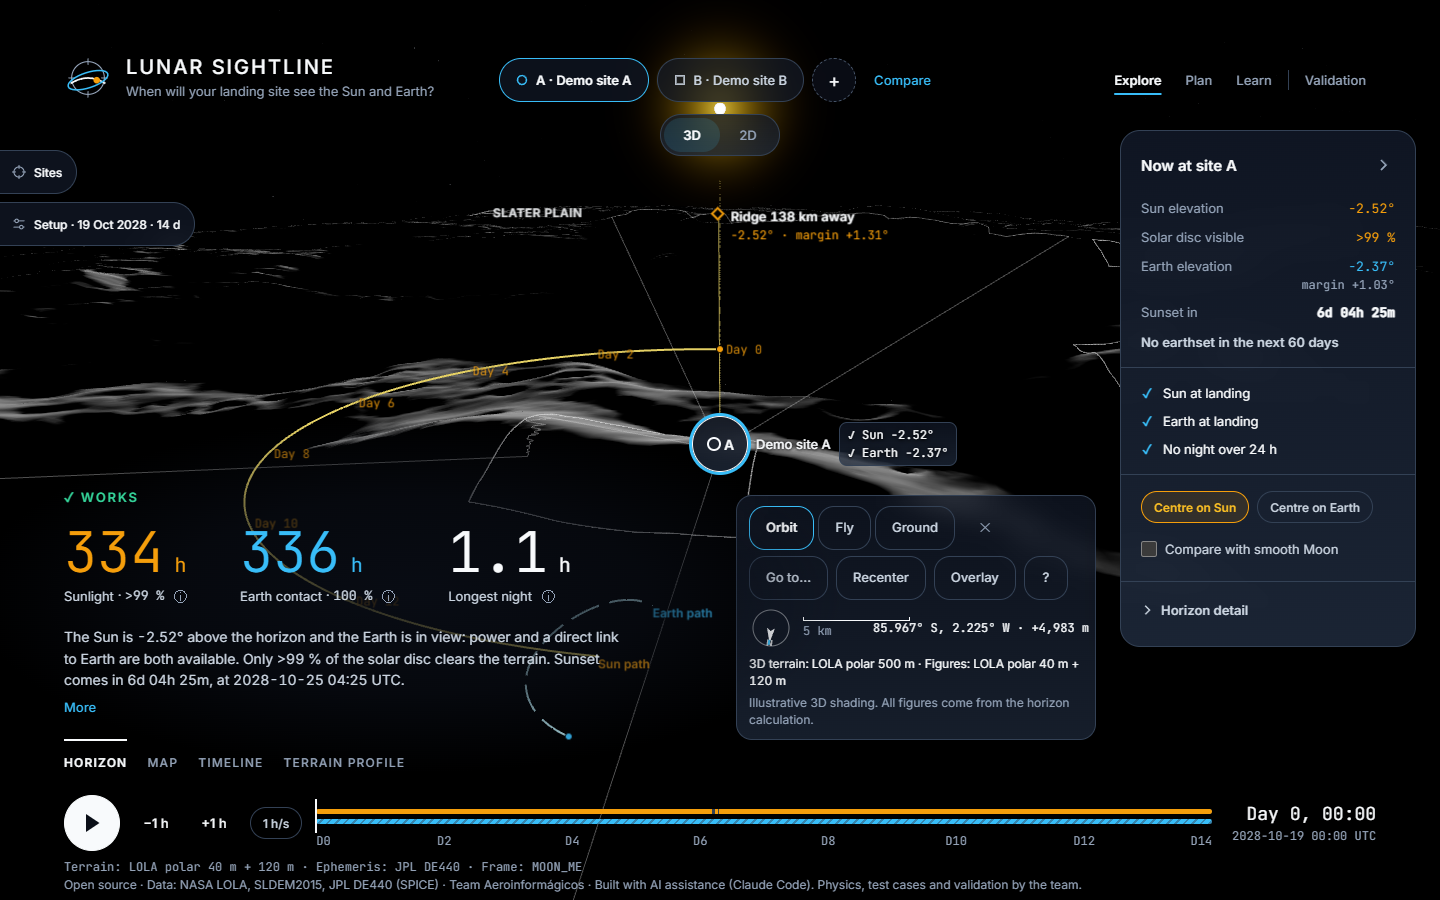 LUNAR SIGHTLINE
When will your landing site see the Sun and Earth?
A · Demo site A
B · Demo site B
+
Compare
Explore
Plan
Learn
Validation
3D
2D
Sites
Setup · 19 Oct 2028 · 14 d
SLATER PLAIN
Ridge 138 km away
-2.52° · margin +1.31°
Day 0
Day 2
Day 4
Day 6
Day 8
Day 10
A
Demo site A
✓ Sun -2.52°
✓ Earth -2.37°
Now at site A
Sun elevation -2.52°
Solar disc visible >99 %
Earth elevation -2.37°
margin +1.03°
Sunset in 6d 04h 25m
No earthset in the next 60 days
✓ Sun at landing
✓ Earth at landing
✓ No night over 24 h
Centre on Sun
Centre on Earth
Compare with smooth Moon
Horizon detail
✓ WORKS
334 h
Sunlight · >99 %
336 h
Earth contact · 100 %
1.1 h
Longest night
The Sun is -2.52° above the horizon and the Earth is in view: power and a direct link
to Earth are both available. Only >99 % of the solar disc clears the terrain. Sunset
comes in 6d 04h 25m, at 2028-10-25 04:25 UTC.
More
Earth path
Sun path
Orbit
Fly
Ground
×
Go to...
Recenter
Overlay
?
N
5 km
85.967° S, 2.225° W · +4,983 m
3D terrain: LOLA polar 500 m · Figures: LOLA polar 40 m +
120 m
Illustrative 3D shading. All figures come from the horizon
calculation.
HORIZON
MAP
TIMELINE
TERRAIN PROFILE
−1 h
+1 h
1 h/s
D0
D2
D4
D6
D8
D10
D12
D14
Day 0, 00:00
2028-10-19 00:00 UTC
Terrain: LOLA polar 40 m + 120 m · Ephemeris: JPL DE440 · Frame: MOON_ME
Open source · Data: NASA LOLA, SLDEM2015, JPL DE440 (SPICE) · Team Aeroinformágicos · Built with AI assistance (Claude Code). Physics, test cases and validation by the team.